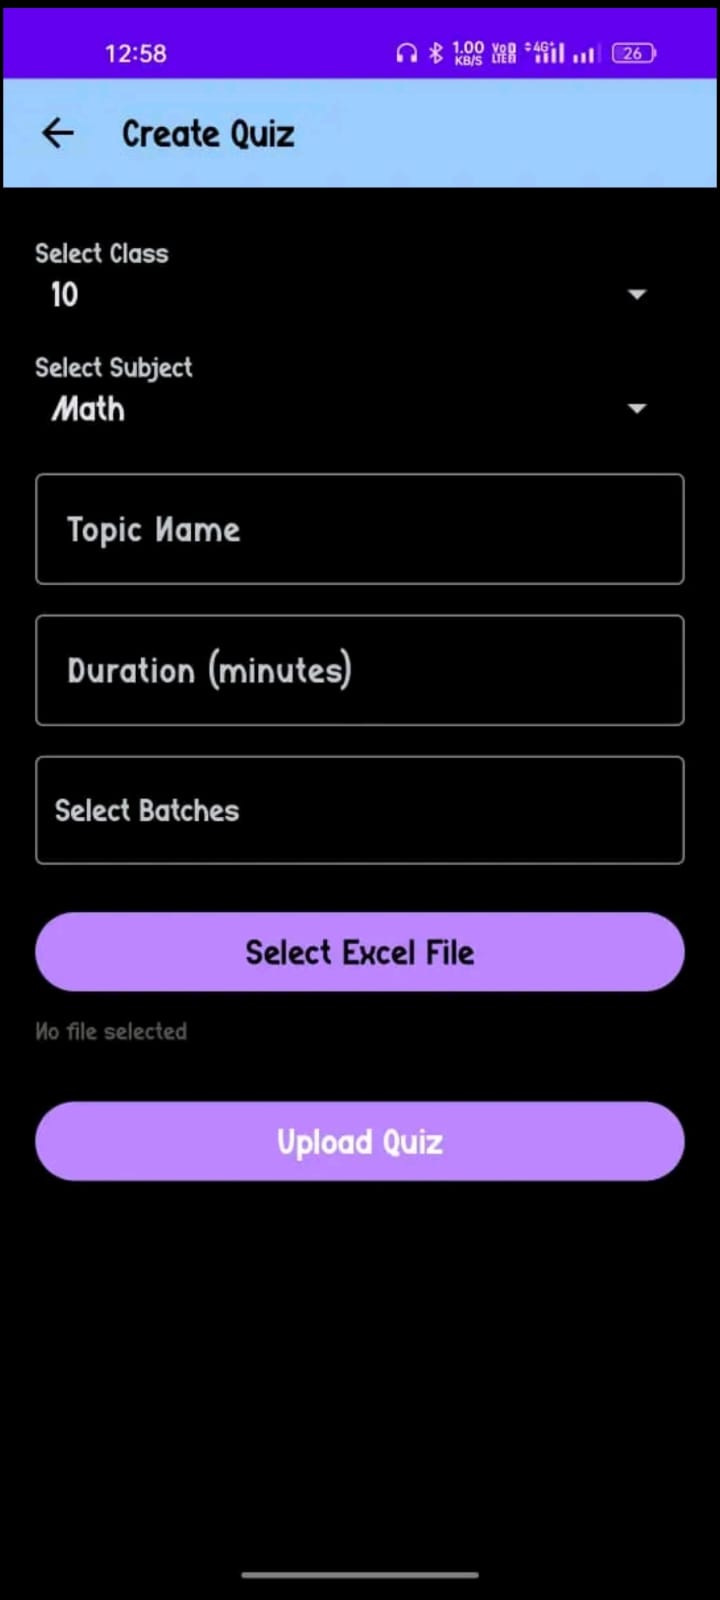 12:58 1.00 KB/S VoD LTE 4G+ 26
Create Quiz
Select Class
10
Select Subject
Math
Topic Name
Duration (minutes)
Select Batches
Select Excel File
No file selected
Upload Quiz